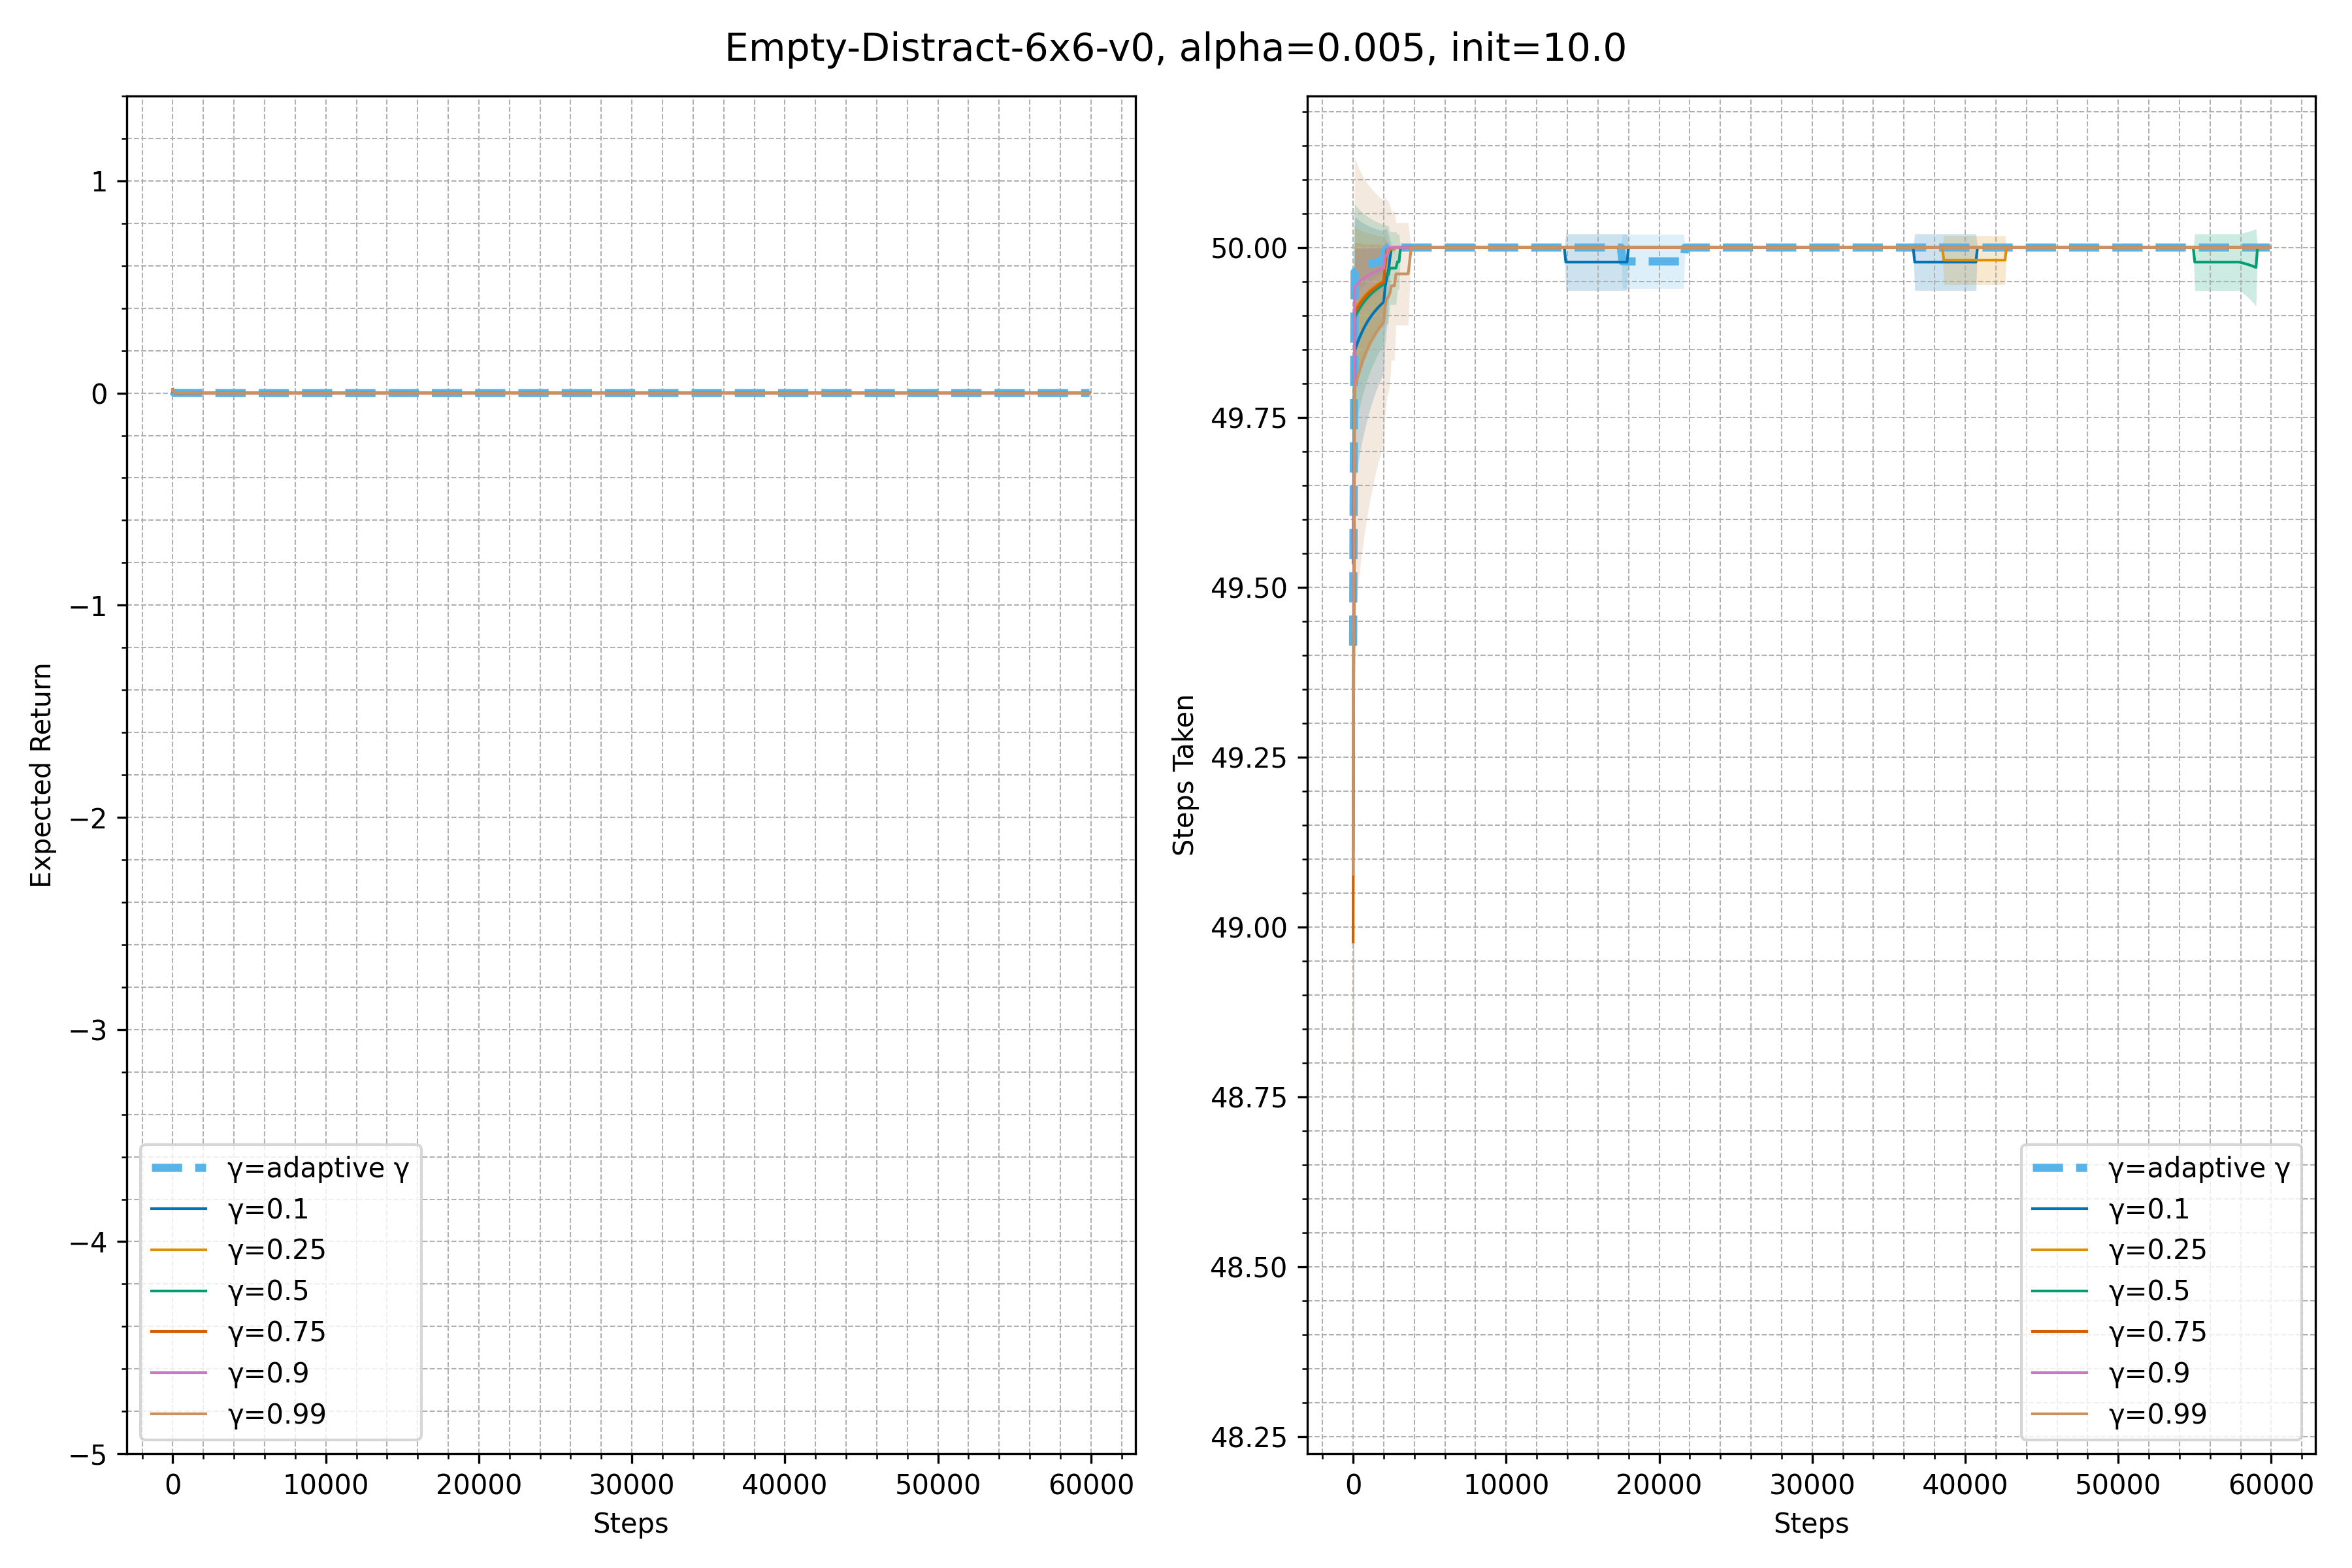 Empty-Distract-6x6-v0, alpha=0.005, init=10.0
Expected Return
1
0
−1
−2
−3
−4
−5
0
10000
20000
30000
40000
50000
60000
Steps
γ=adaptive γ
γ=0.1
γ=0.25
γ=0.5
γ=0.75
γ=0.9
γ=0.99
Steps Taken
50.00
49.75
49.50
49.25
49.00
48.75
48.50
48.25
0
10000
20000
30000
40000
50000
60000
Steps
γ=adaptive γ
γ=0.1
γ=0.25
γ=0.5
γ=0.75
γ=0.9
γ=0.99